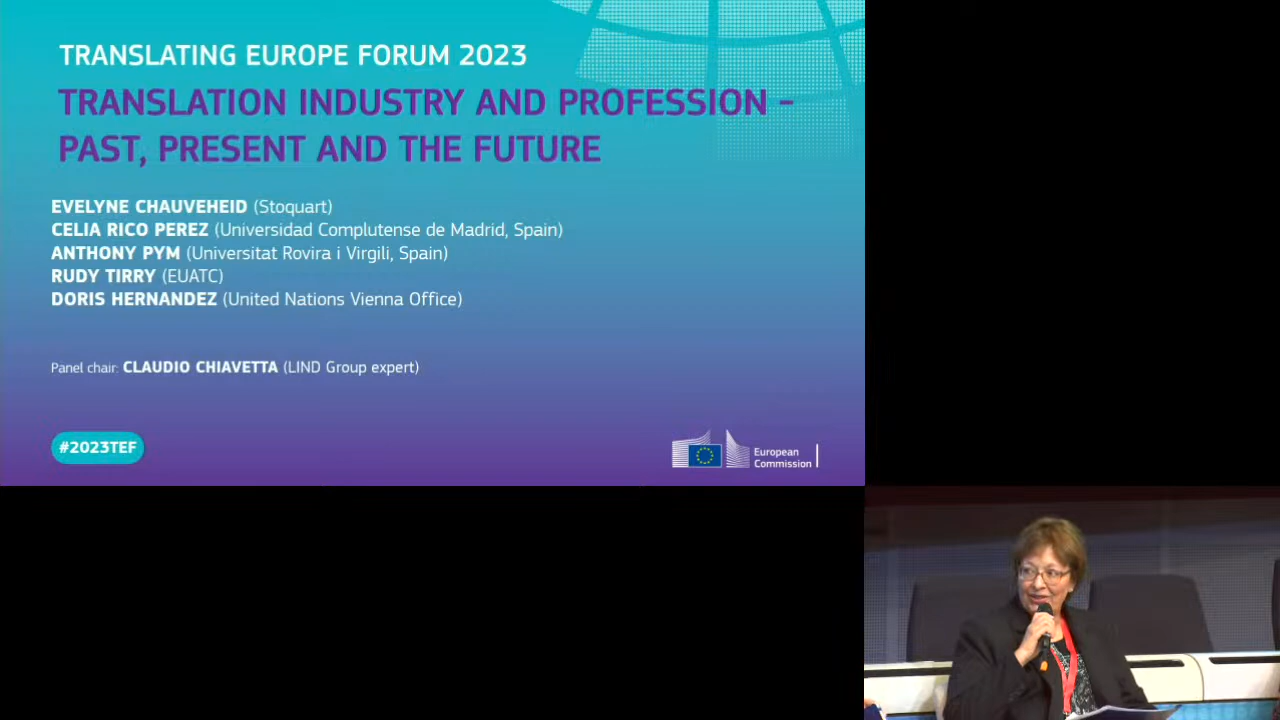 TRANSLATING EUROPE FORUM 2023
TRANSLATION INDUSTRY AND PROFESSION –
PAST, PRESENT AND THE FUTURE
EVELYNE CHAUVEHEID (Stoquart)
CELIA RICO PEREZ (Universidad Complutense de Madrid, Spain)
ANTHONY PYM (Universitat Rovira i Virgili, Spain)
RUDY TIRRY (EUATC)
DORIS HERNANDEZ (United Nations Vienna Office)
Panel chair: CLAUDIO CHIAVETTA (LIND Group expert)
#2023TEF
European
Commission